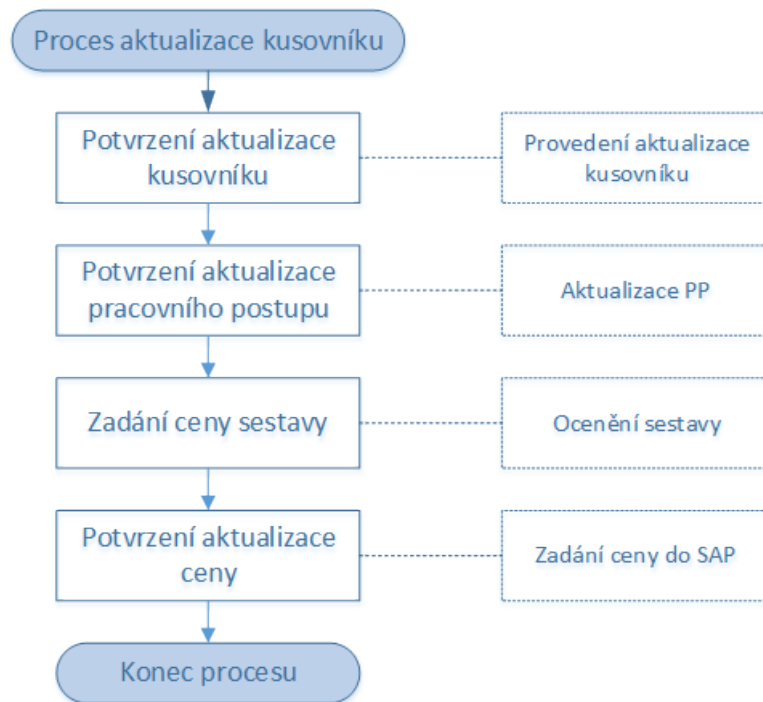 Proces aktualizace kusovníku
Potvrzení aktualizace
kusovníku
Provedení aktualizace
kusovníku
Potvrzení aktualizace
pracovního postupu
Aktualizace PP
Zadání ceny sestavy
Ocenění sestavy
Potvrzení aktualizace
ceny
Zadání ceny do SAP
Konec procesu